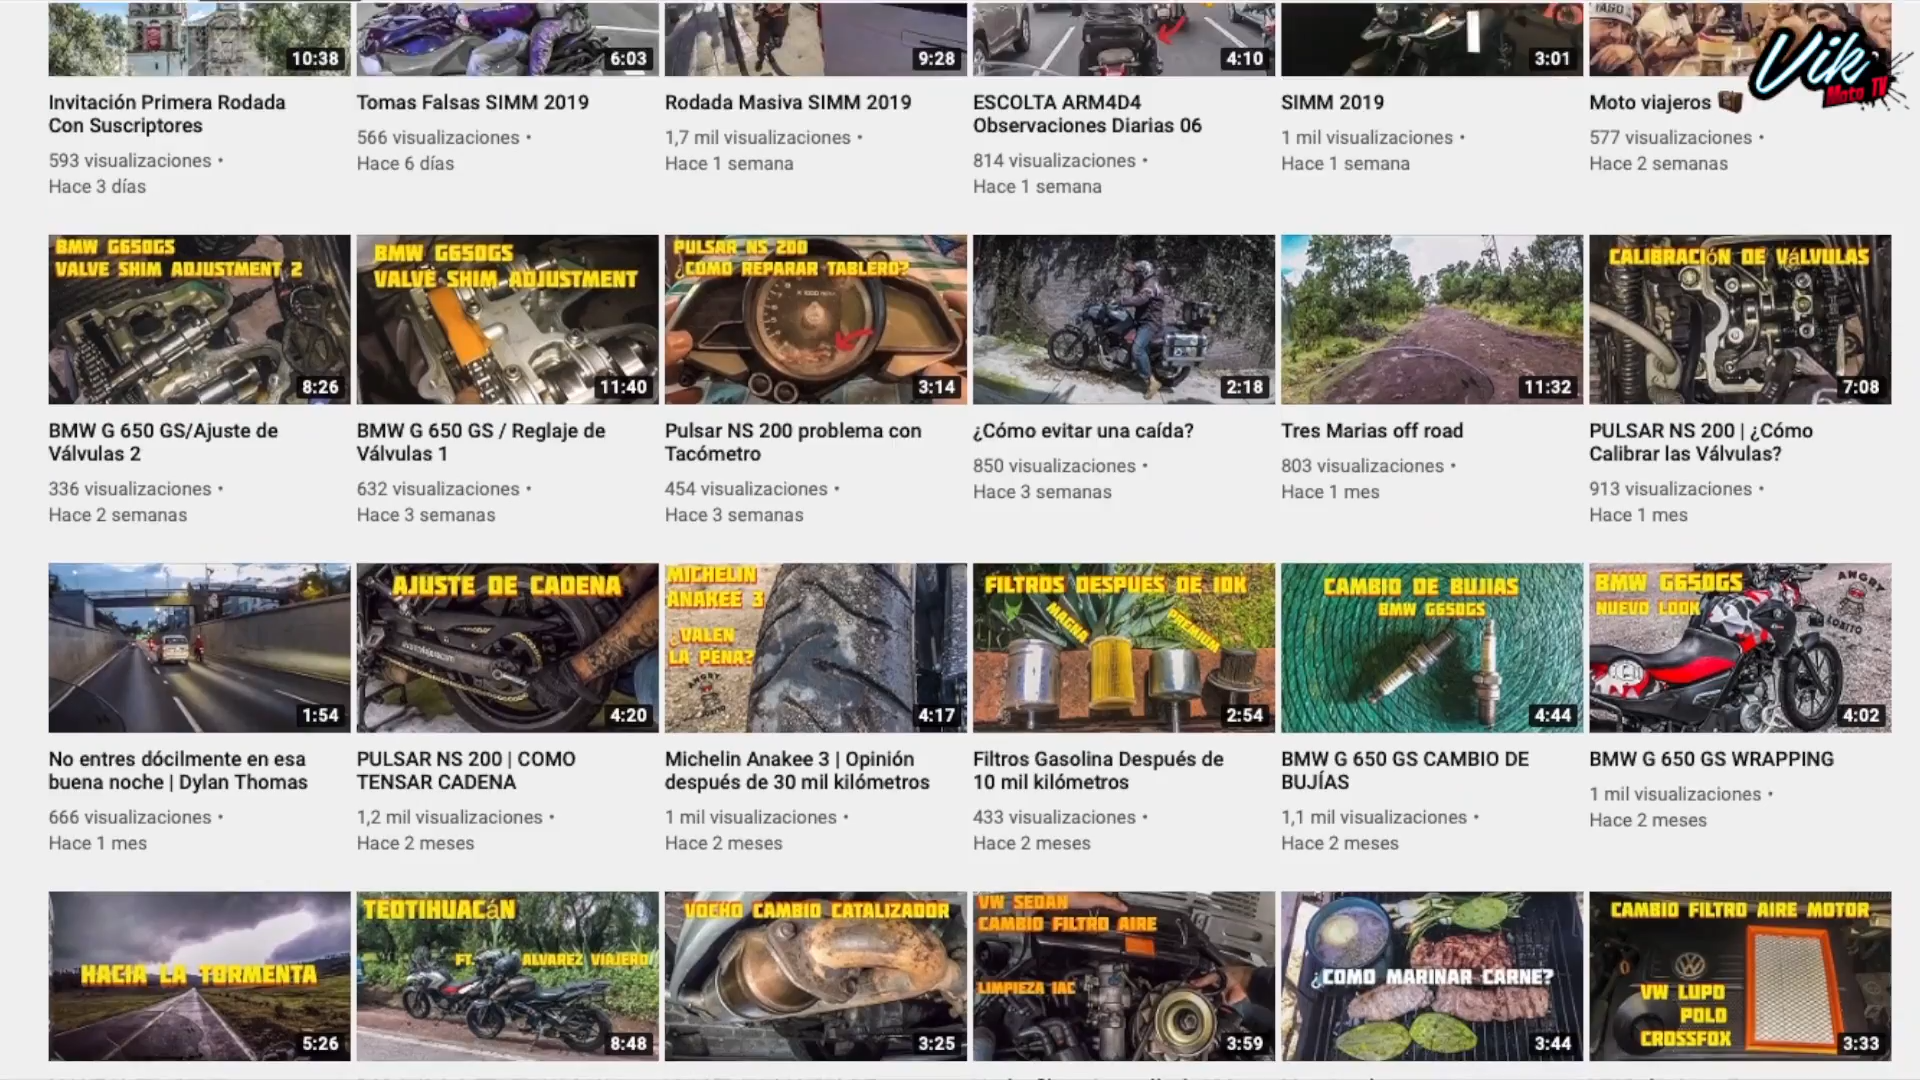 10:38
6:03
9:28
4:10
3:01
Vik
Moto TV
Invitación Primera Rodada
Con Suscriptores
593 visualizaciones •
Hace 3 días
Tomas Falsas SIMM 2019
566 visualizaciones •
Hace 6 días
Rodada Masiva SIMM 2019
1,7 mil visualizaciones •
Hace 1 semana
ESCOLTA ARM4D4
Observaciones Diarias 06
814 visualizaciones •
Hace 1 semana
SIMM 2019
1 mil visualizaciones •
Hace 1 semana
Moto viajeros
577 visualizaciones •
Hace 2 semanas
BMW G650GS
VALVE SHIM ADJUSTMENT 2
8:26
BMW G650GS
VALVE SHIM ADJUSTMENT
11:40
PULSAR NS 200
¿COMO REPARAR TABLERO?
3:14
2:18
11:32
CALIBRACIóN DE VáLVULAS
7:08
BMW G 650 GS/Ajuste de
Válvulas 2
336 visualizaciones •
Hace 2 semanas
BMW G 650 GS / Reglaje de
Válvulas 1
632 visualizaciones •
Hace 3 semanas
Pulsar NS 200 problema con
Tacómetro
454 visualizaciones •
Hace 3 semanas
¿Cómo evitar una caída?
850 visualizaciones •
Hace 3 semanas
Tres Marias off road
803 visualizaciones •
Hace 1 mes
PULSAR NS 200 | ¿Cómo
Calibrar las Válvulas?
913 visualizaciones •
Hace 1 mes
1:54
AJUSTE DE CADENA
4:20
MICHELIN
ANAKEE 3
¿VALEN
LA PENA?
ANGRY
LOBITO
4:17
FILTROS DESPUES DE 10K
MAGNA
PREMIUM
2:54
CAMBIO DE BUJIAS
BMW G650GS
4:44
BMW G650GS
NUEVO LOOK
ANGRY
LOBITO
4:02
No entres dócilmente en esa
buena noche | Dylan Thomas
666 visualizaciones •
Hace 1 mes
PULSAR NS 200 | COMO
TENSAR CADENA
1,2 mil visualizaciones •
Hace 2 meses
Michelin Anakee 3 | Opinión
después de 30 mil kilómetros
1 mil visualizaciones •
Hace 2 meses
Filtros Gasolina Después de
10 mil kilómetros
433 visualizaciones •
Hace 2 meses
BMW G 650 GS CAMBIO DE
BUJÍAS
1,1 mil visualizaciones •
Hace 2 meses
BMW G 650 GS WRAPPING
1 mil visualizaciones •
Hace 2 meses
HACIA LA TORMENTA
5:26
TEOTIHUACáN
FT. ALVAREZ VIAJERO
8:48
VOCHO CAMBIO CATALIZADOR
3:25
VW SEDAN
CAMBIO FILTRO AIRE
LIMPIEZA IAC
3:59
¿COMO MARINAR CARNE?
3:44
CAMBIO FILTRO AIRE MOTOR
VW LUPO
POLO
CROSSFOX
3:33